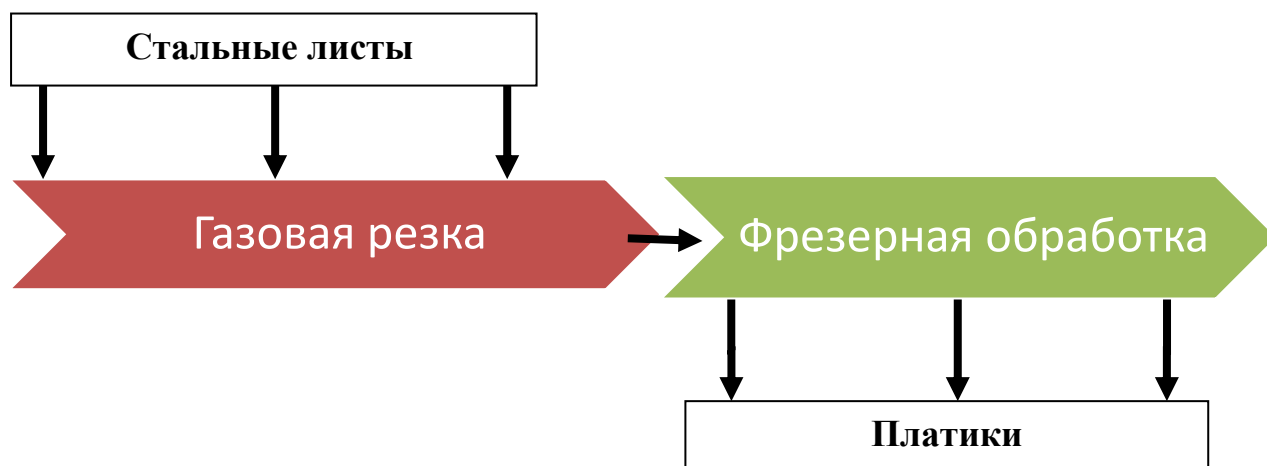 Стальные листы
Газовая резка
Фрезерная обработка
Платики